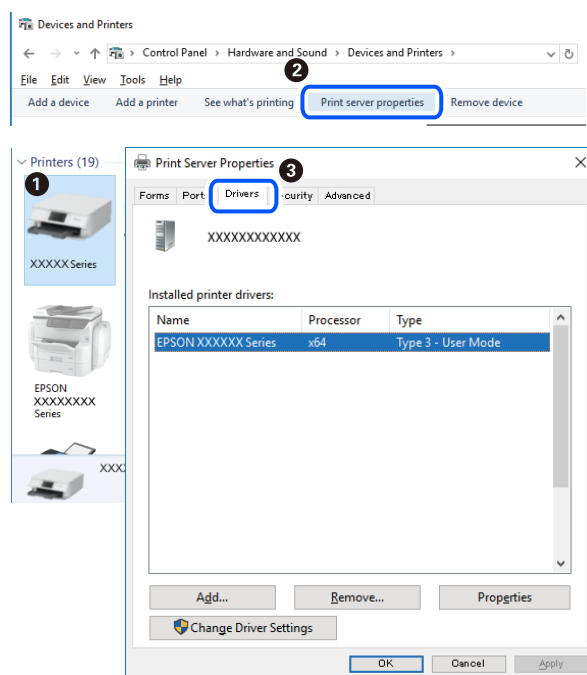 Devices and Printers
Control Panel > Hardware and Sound > Devices and Printers >
2
File Edit View Tools Help
Add a device Add a printer See what's printing Print server properties Remove device
Printers (19)
1
XXXXX Series
EPSON
XXXXXXXX
Series
XXX
Print Server Properties
3
Forms Port Drivers curity Advanced
XXXXXXXXXXXX
Installed printer drivers:
Name Processor Type
EPSON XXXXXX Series x64 Type 3 - User Mode
Add... Remove... Properties
Change Driver Settings
OK Cancel Apply